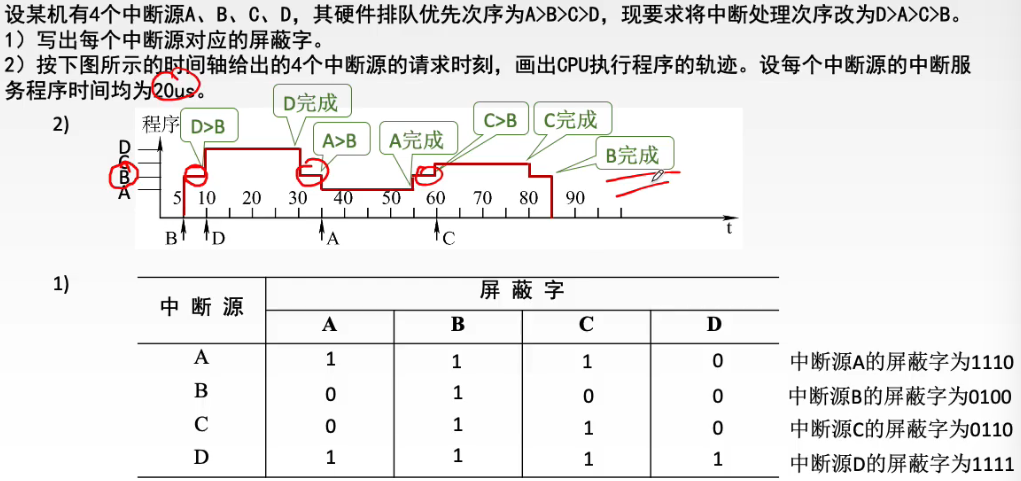 设某机有4个中断源A、B、C、D，其硬件排队优先次序为A>B>C>D，现要求将中断处理次序改为D>A>C>B。
1）写出每个中断源对应的屏蔽字。
2）按下图所示的时间轴给出的4个中断源的请求时刻，画出CPU执行程序的轨迹。设每个中断源的中断服
务程序时间均为20us。
2)
程序
D>B
D完成
A>B
A完成
C>B
C完成
B完成
D
C
B
A
5 10 20 30 40 50 60 70 80 90
t
B D A C
1)
中断源 屏蔽字
A B C D
A 1 1 1 0 中断源A的屏蔽字为1110
B 0 1 0 0 中断源B的屏蔽字为0100
C 0 1 1 0 中断源C的屏蔽字为0110
D 1 1 1 1 中断源D的屏蔽字为1111